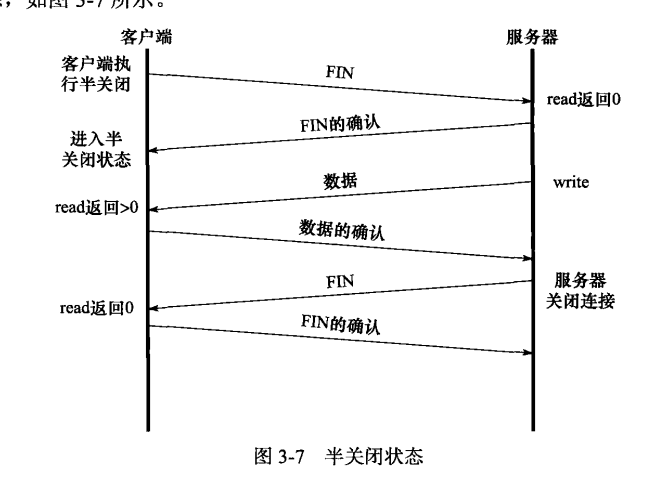 ，如图 3-7 所示。
客户端
服务器
客户端执
行半关闭
FIN
read返回0
FIN的确认
进入半
关闭状态
数据
write
read返回>0
数据的确认
FIN
服务器
关闭连接
read返回0
FIN的确认
图 3-7 半关闭状态